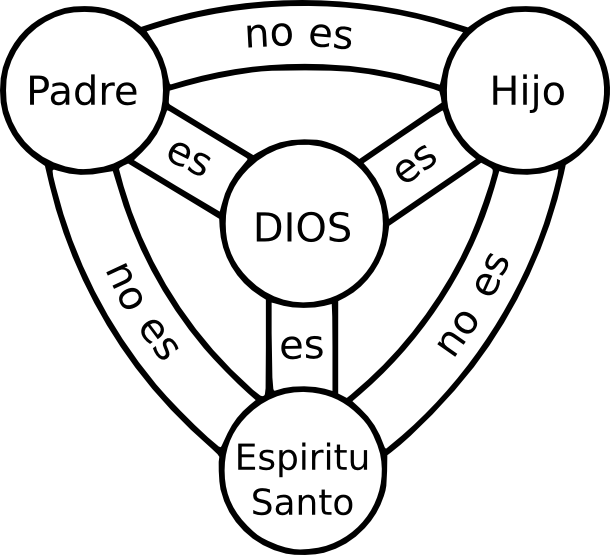 no es
Padre
Hijo
es
es
DIOS
no es
no es
es
Espiritu
Santo